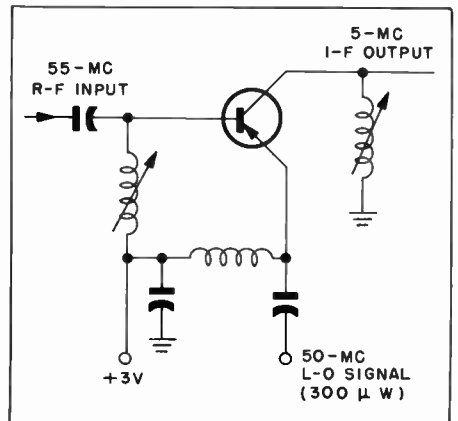 5-MC
I-F OUTPUT
55-MC
R-F INPUT
+3V
50-MC
L-O SIGNAL
(300 μ W)